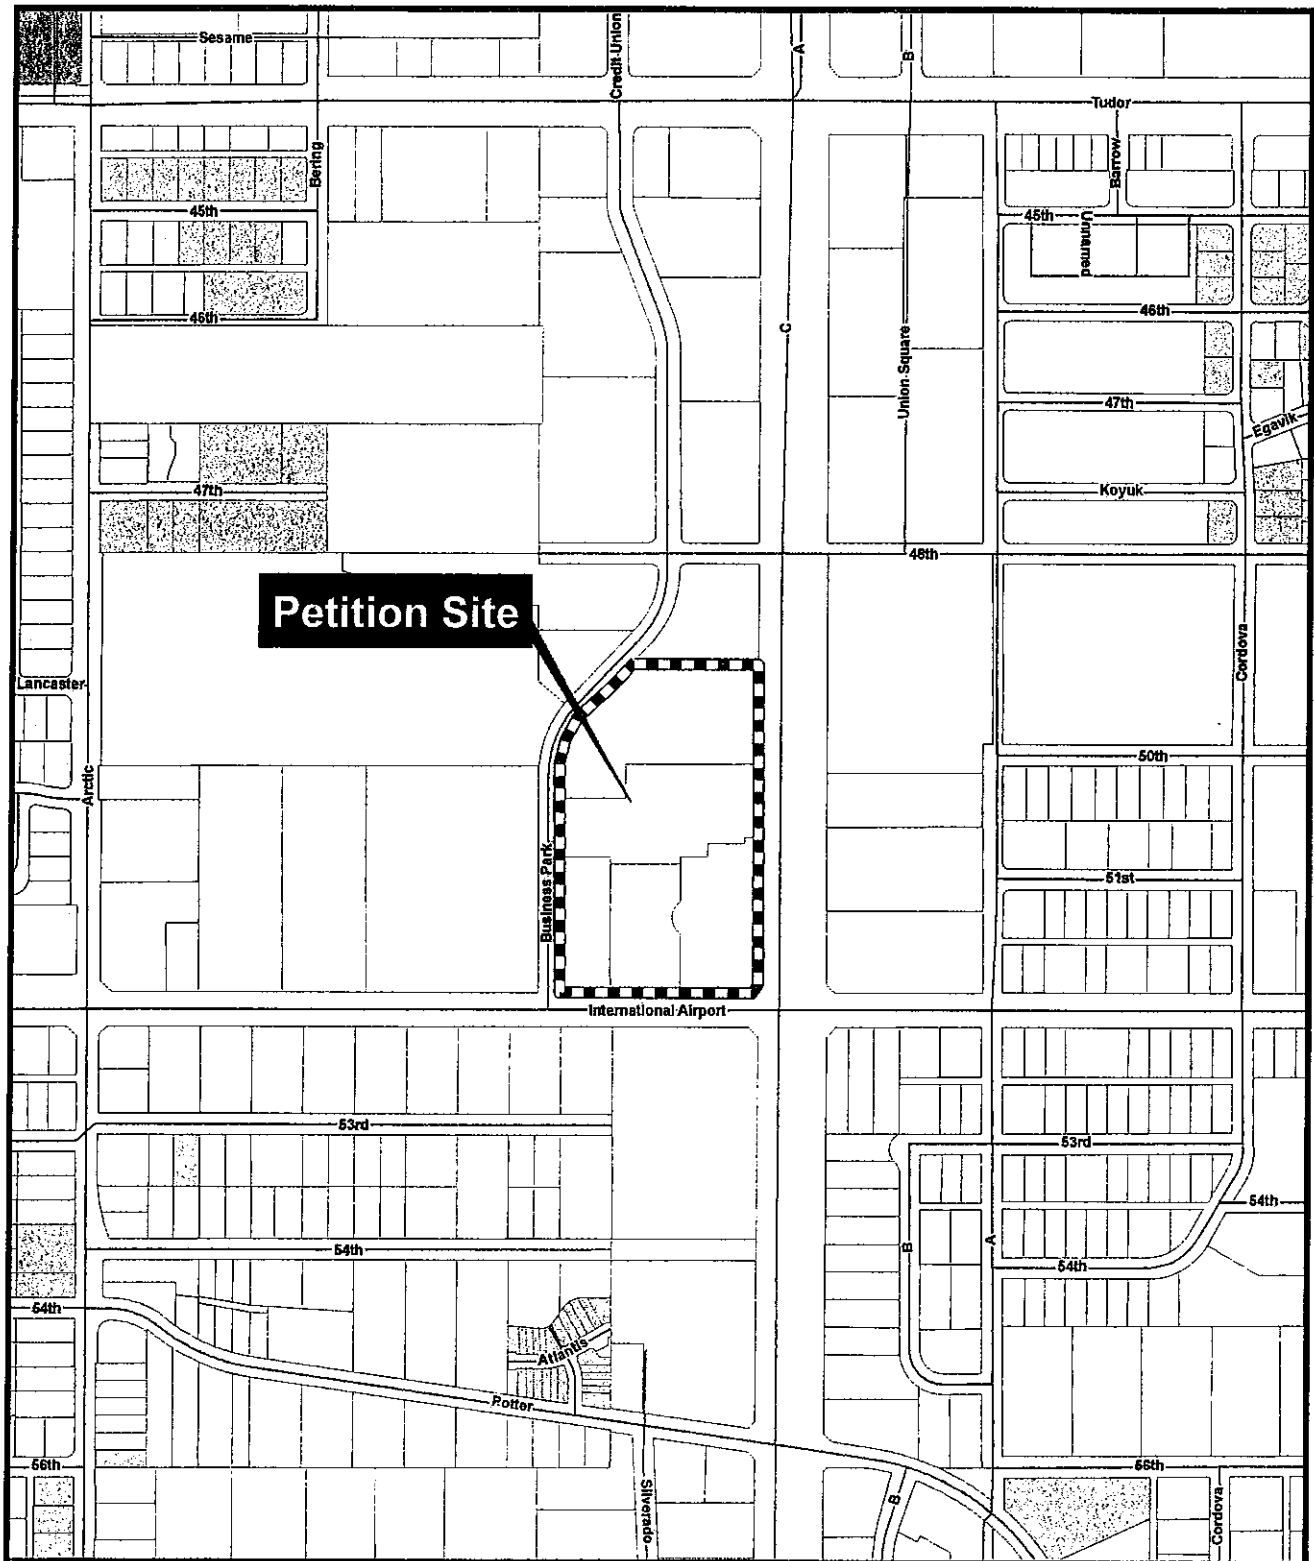 Sesame
Credit Union
A
B
Tudor
Bering
Barrow
45th
45th
Unnamed
46th
46th
C
Union Square
47th
Egavik
47th
Koyuk
48th
Petition Site
Cordova
Lancaster
50th
Arctic
Business Park
51st
International Airport
53rd
53rd
54th
54th
B
A
54th
54th
Atlantis
Potter
56th
56th
Silverado
B
Cordova